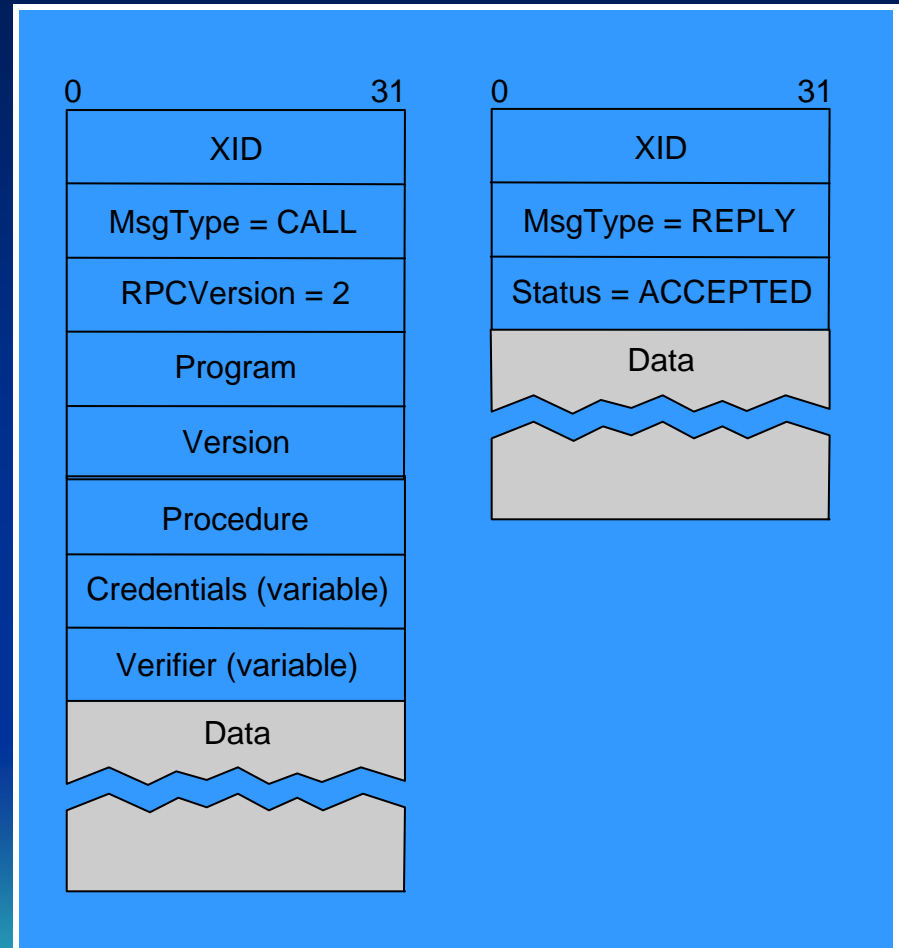 0 31
XID
MsgType = CALL
RPCVersion = 2
Program
Version
Procedure
Credentials (variable)
Verifier (variable)
Data
0 31
XID
MsgType = REPLY
Status = ACCEPTED
Data